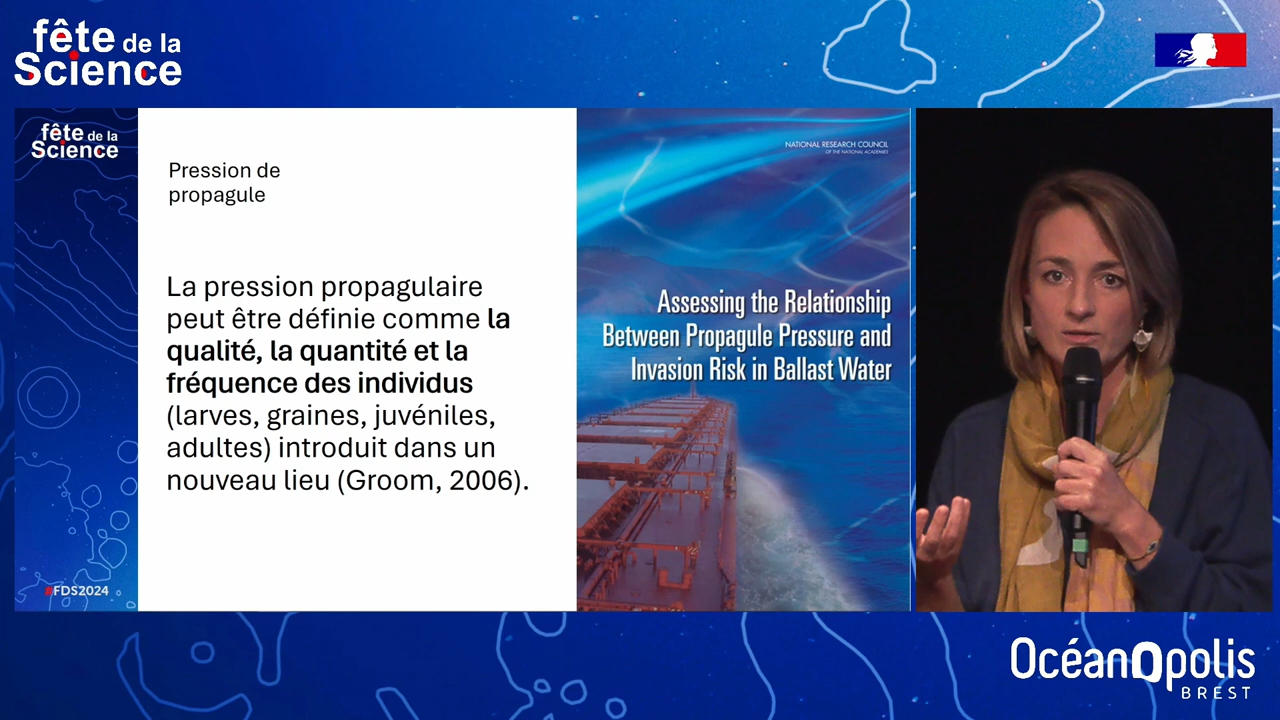 fête de la
Science
fête de la
Science
Pression de
propagule
La pression propagulaire
peut être définie comme la
qualité, la quantité et la
fréquence des individus
(larves, graines, juvéniles,
adultes) introduit dans un
nouveau lieu (Groom, 2006).
#FDS2024
NATIONAL RESEARCH COUNCIL
OF THE NATIONAL ACADEMIES
Assessing the Relationship
Between Propagule Pressure and
Invasion Risk in Ballast Water
OcéanOpolis
BREST